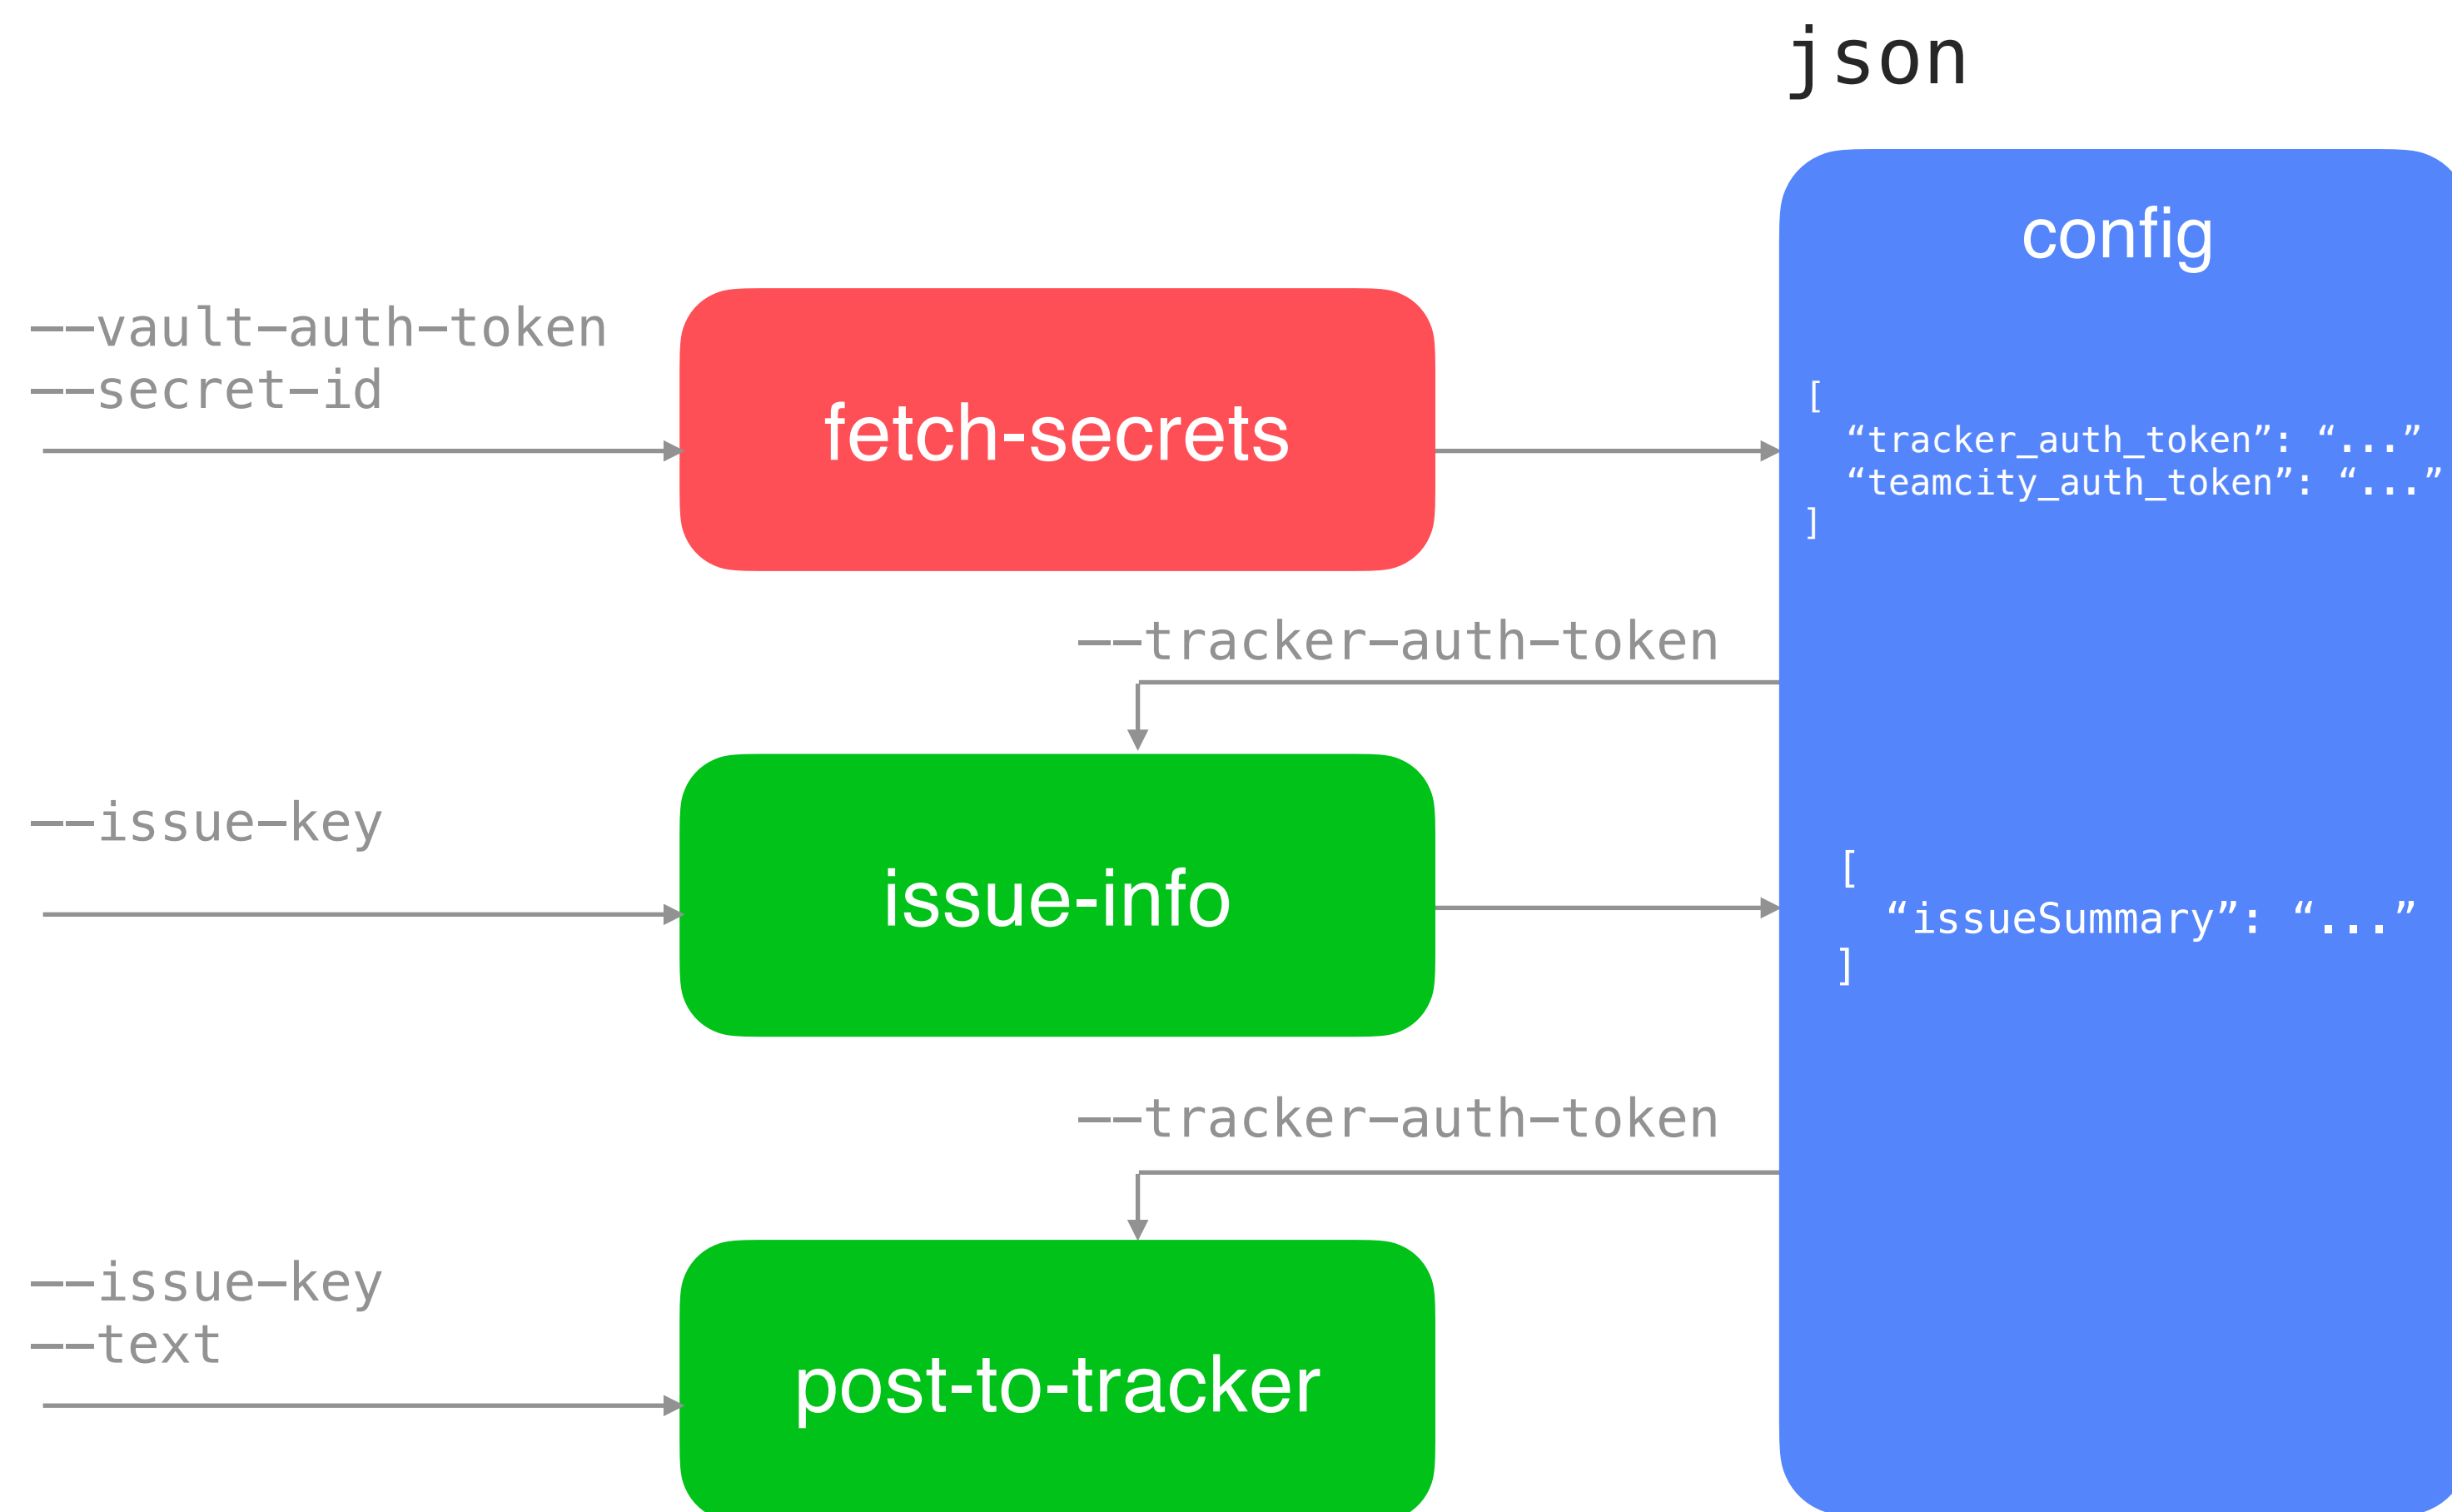 json
config
--vault-auth-token
--secret-id
fetch-secrets
[
“tracker_auth_token”: “...”
“teamcity_auth_token”: “...”
]
--tracker-auth-token
--issue-key
issue-info
[
“issueSummary”: “...”
]
--tracker-auth-token
--issue-key
--text
post-to-tracker